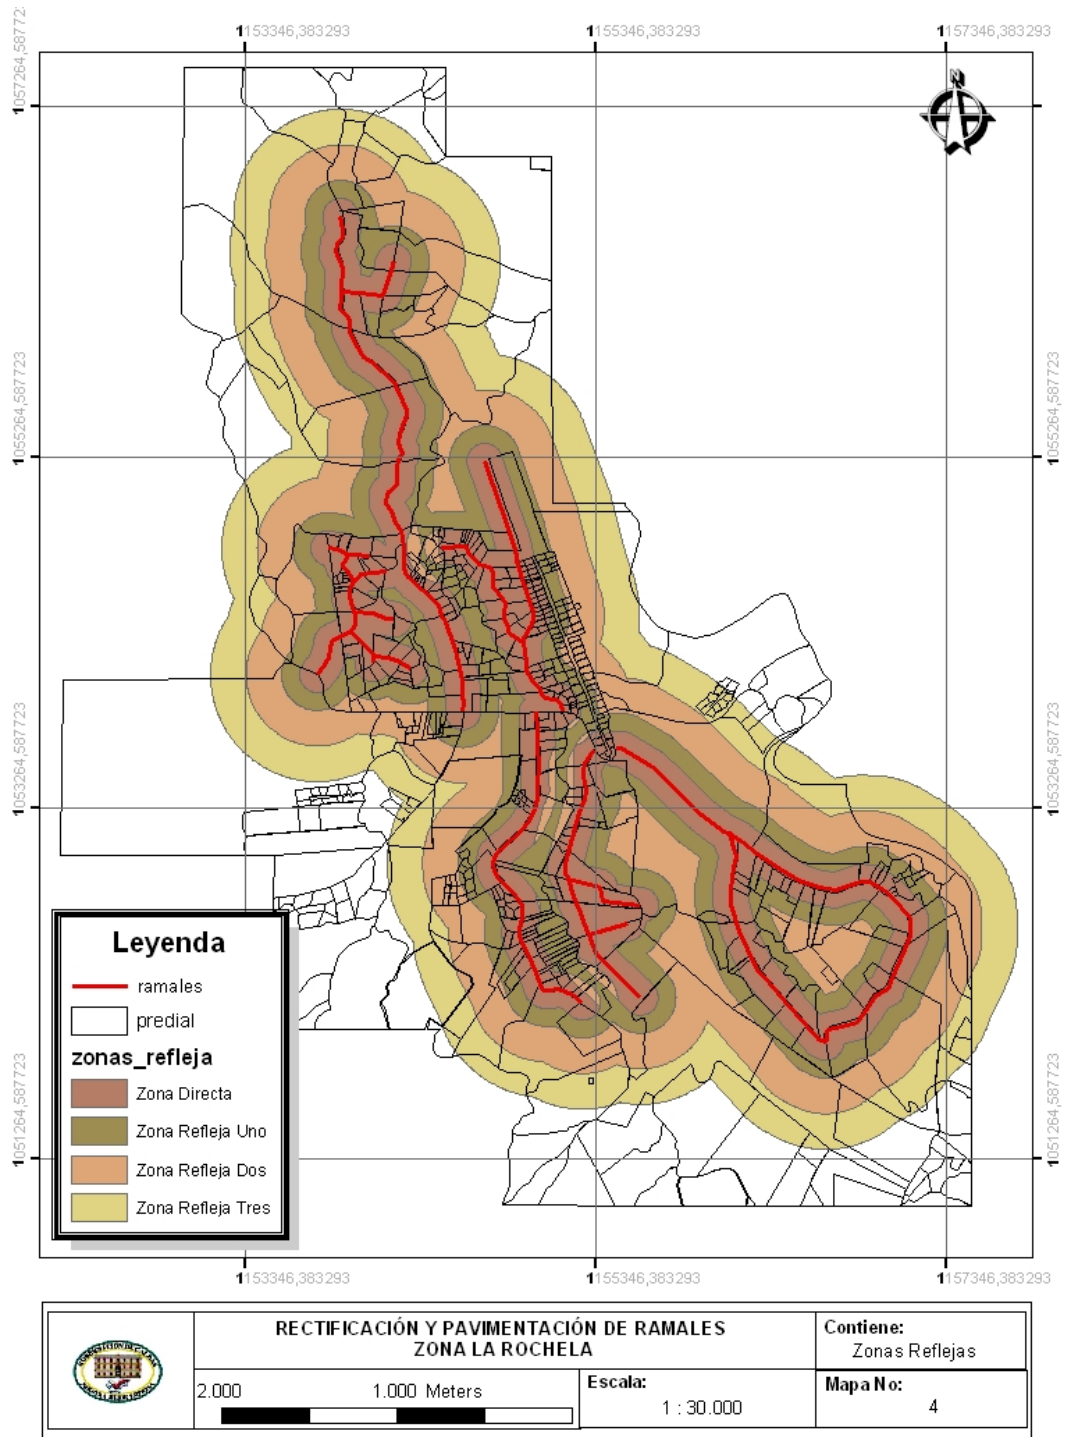 1153346,383293
1155346,383293
1157346,383293
1057264,58772
1055264,587723
1053264,587723
1051264,587723
N
1055264,587723
1053264,587723
1051264,587723
Leyenda
ramales
predial
zonas_refleja
Zona Directa
Zona Refleja Uno
Zona Refleja Dos
Zona Refleja Tres
1153346,383293
1155346,383293
1157346,383293
RECTIFICACIÓN Y PAVIMENTACIÓN DE RAMALES
ZONA LA ROCHELA
Contiene:
Zonas Reflejas
2.000 1.000 Meters
Escala:
1 : 30.000
Mapa No:
4